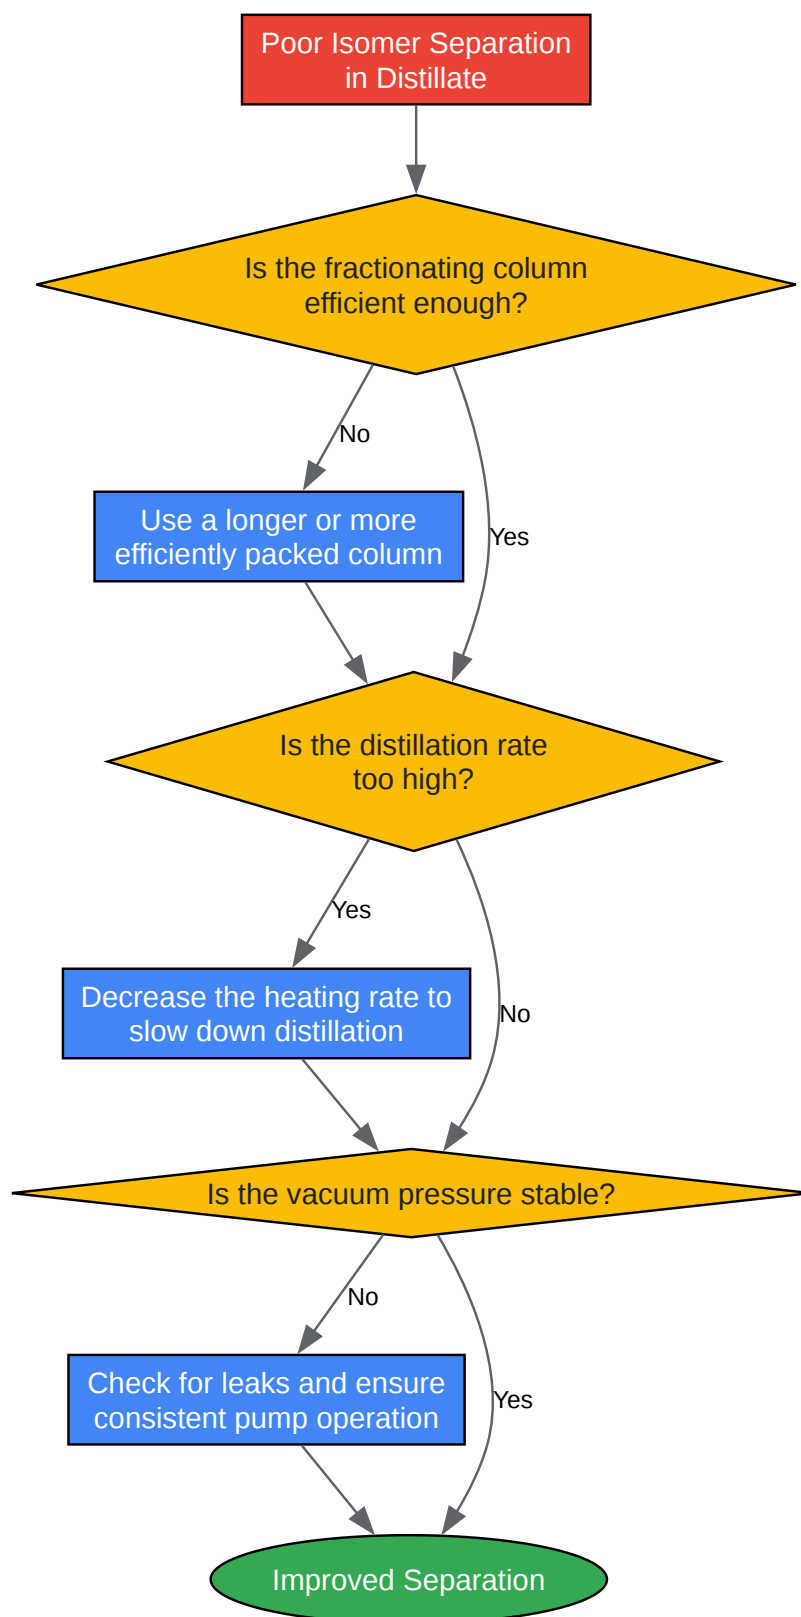 Poor Isomer Separation
in Distillate
Is the fractionating column
efficient enough?
No
Use a longer or more
efficiently packed column
Yes
Is the distillation rate
too high?
Yes
Decrease the heating rate to
slow down distillation
No
Is the vacuum pressure stable?
No
Check for leaks and ensure
consistent pump operation
Yes
Improved Separation